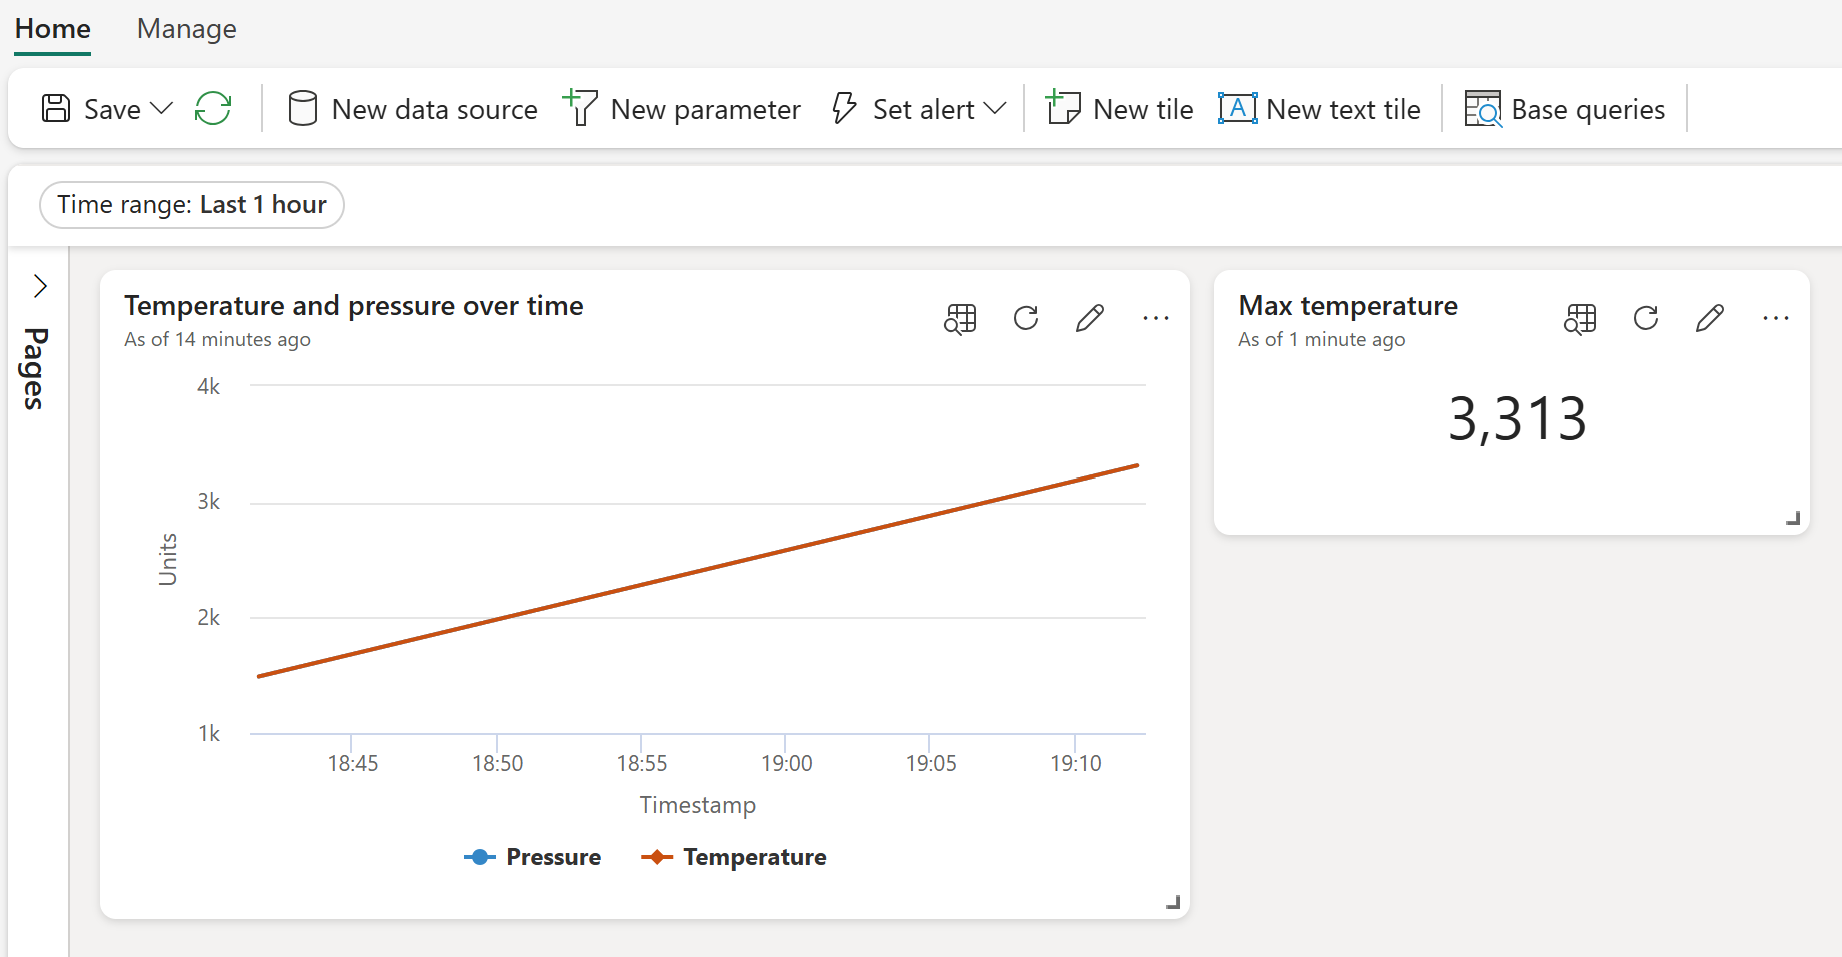 Home Manage
Save New data source New parameter Set alert New tile A New text tile Base queries
Time range: Last 1 hour
Pages
Temperature and pressure over time
As of 14 minutes ago
4k
3k
2k
1k
Units
18:45 18:50 18:55 19:00 19:05 19:10
Timestamp
Pressure Temperature
Max temperature
As of 1 minute ago
3,313